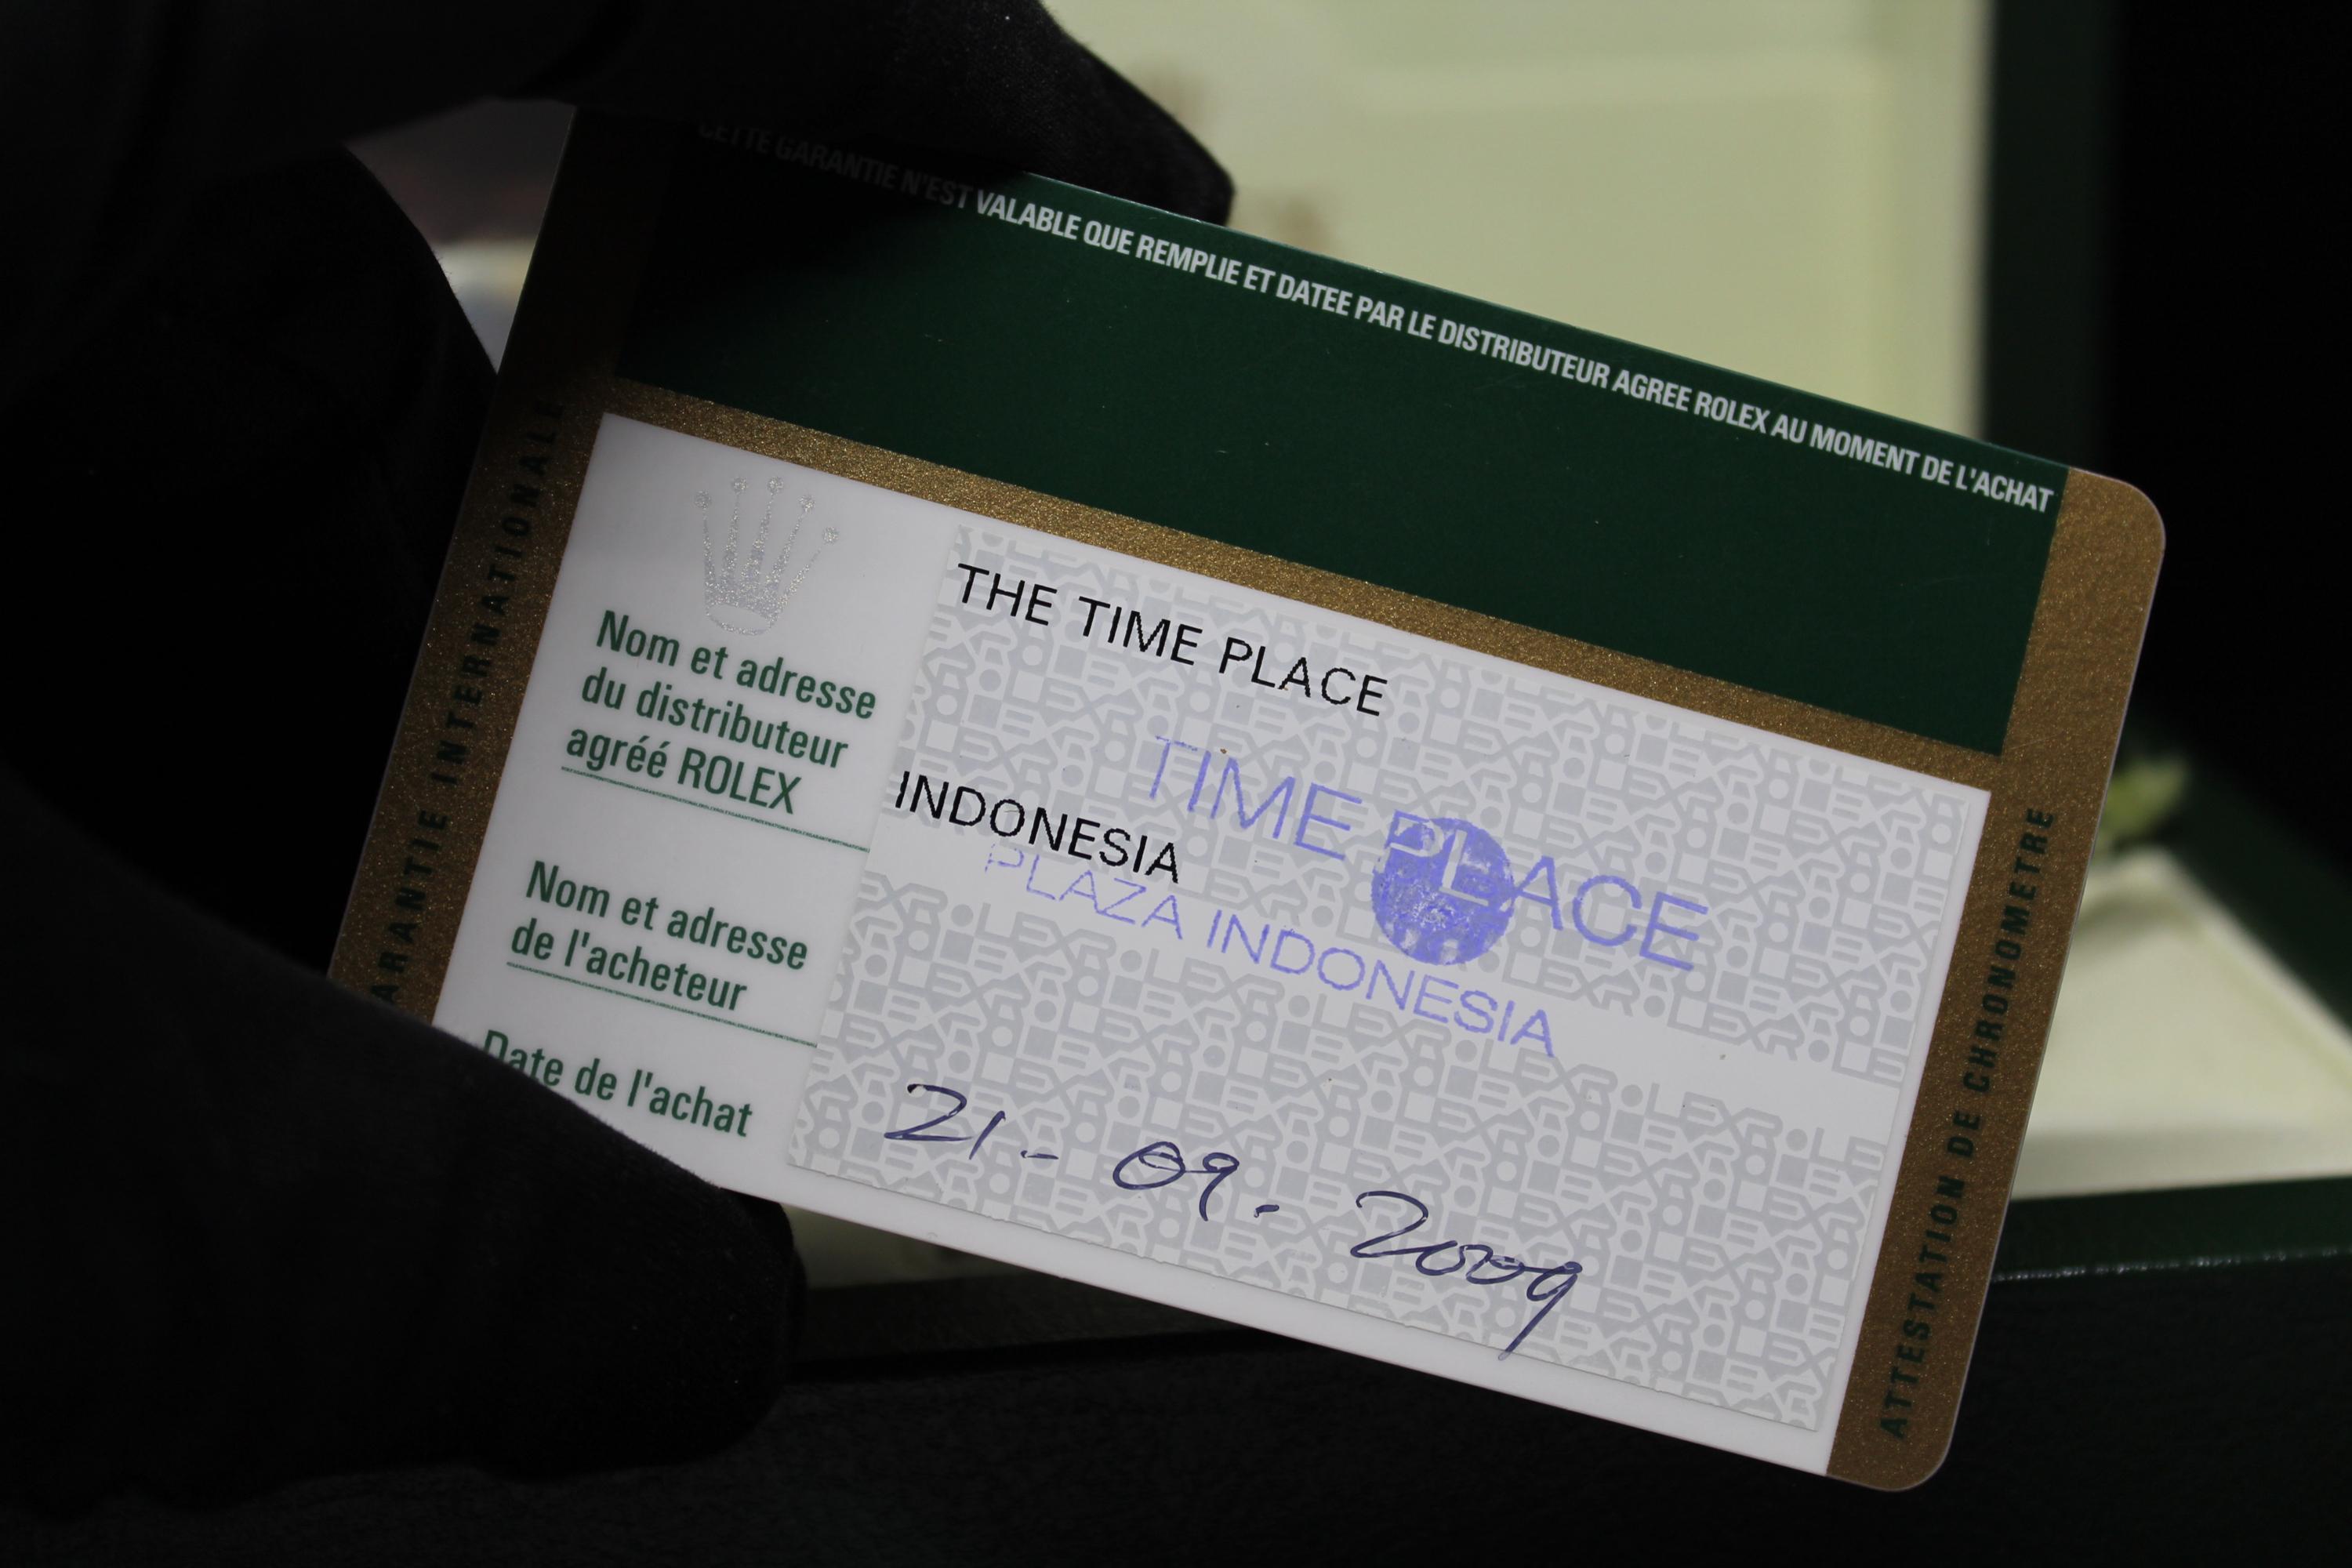 CETTE GARANTIE N'EST VALABLE QUE REMPLIE ET DATEE PAR LE DISTRIBUTEUR AGREE ROLEX AU MOMENT DE L'ACHAT
GARANTIE INTERNATIONALE
Nom et adresse
du distributeur
agréé ROLEX
THE TIME PLACE
INDONESIA
TIME PLACE
PLAZA INDONESIA
Nom et adresse
de l'acheteur
Date de l'achat
21-09-2009
ATTESTATION DE CHRONOMETRE